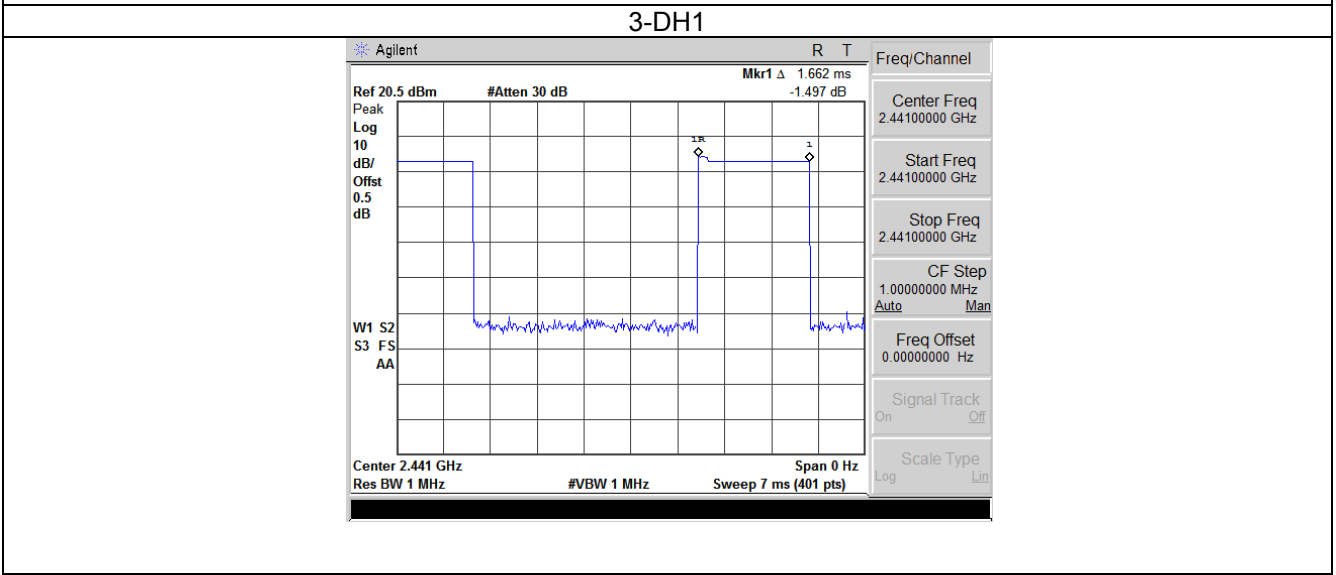 3-DH1
Agilent R T
Mkr1 Δ 1.662 ms
Ref 20.5 dBm #Atten 30 dB -1.497 dB
Peak
Log
10
dB/
Offst
0.5
dB
1R
1
W1 S2
S3 FS
AA
Center 2.441 GHz Span 0 Hz
Res BW 1 MHz #VBW 1 MHz Sweep 7 ms (401 pts)
Freq/Channel
Center Freq
2.44100000 GHz
Start Freq
2.44100000 GHz
Stop Freq
2.44100000 GHz
CF Step
1.00000000 MHz
Auto Man
Freq Offset
0.00000000 Hz
Signal Track
On Off
Scale Type
Log Lin